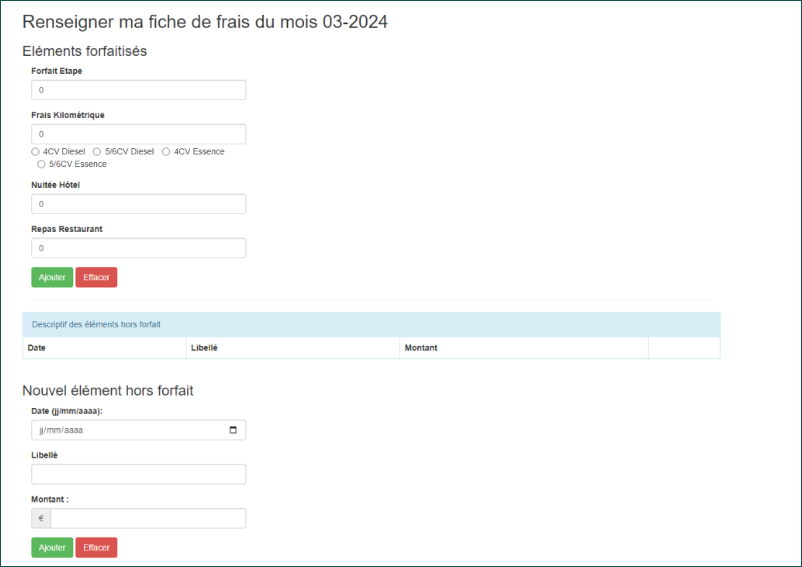 Renseigner ma fiche de frais du mois 03-2024
Eléments forfaitisés
Forfait Etape
0
Frais Kilométrique
0
4CV Diesel 5/6CV Diesel 4CV Essence
5/6CV Essence
Nuitée Hôtel
0
Repas Restaurant
0
Ajouter Effacer
Descriptif des éléments hors forfait
Date Libellé Montant
Nouvel élément hors forfait
Date (jj/mm/aaaa):
jj/mm/aaaa
Libellé
Montant :
€
Ajouter Effacer